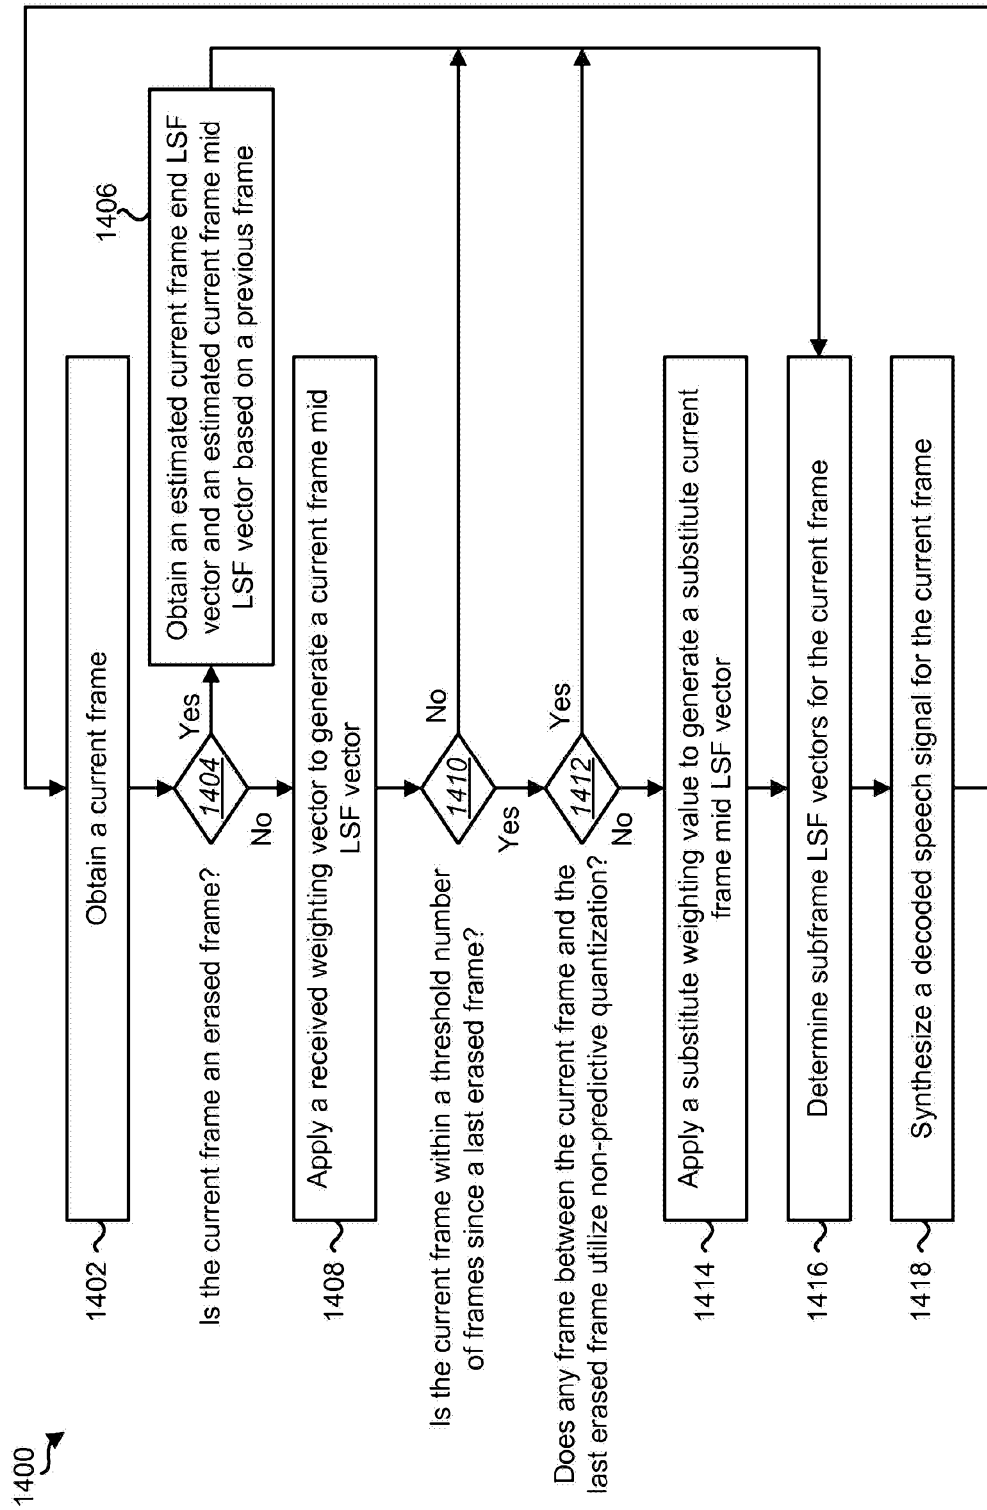 1400
1402
Obtain a current frame
Is the current frame an erased frame?
1404
Yes
No
1406
Obtain an estimated current frame end LSF
vector and an estimated current frame mid
LSF vector based on a previous frame
1408
Apply a received weighting vector to generate a current frame mid
LSF vector
Is the current frame within a threshold number
of frames since a last erased frame?
1410
No
Yes
Does any frame between the current frame and the
last erased frame utilize non-predictive quantization?
1412
Yes
No
1414
Apply a substitute weighting value to generate a substitute current
frame mid LSF vector
1416
Determine subframe LSF vectors for the current frame
1418
Synthesize a decoded speech signal for the current frame